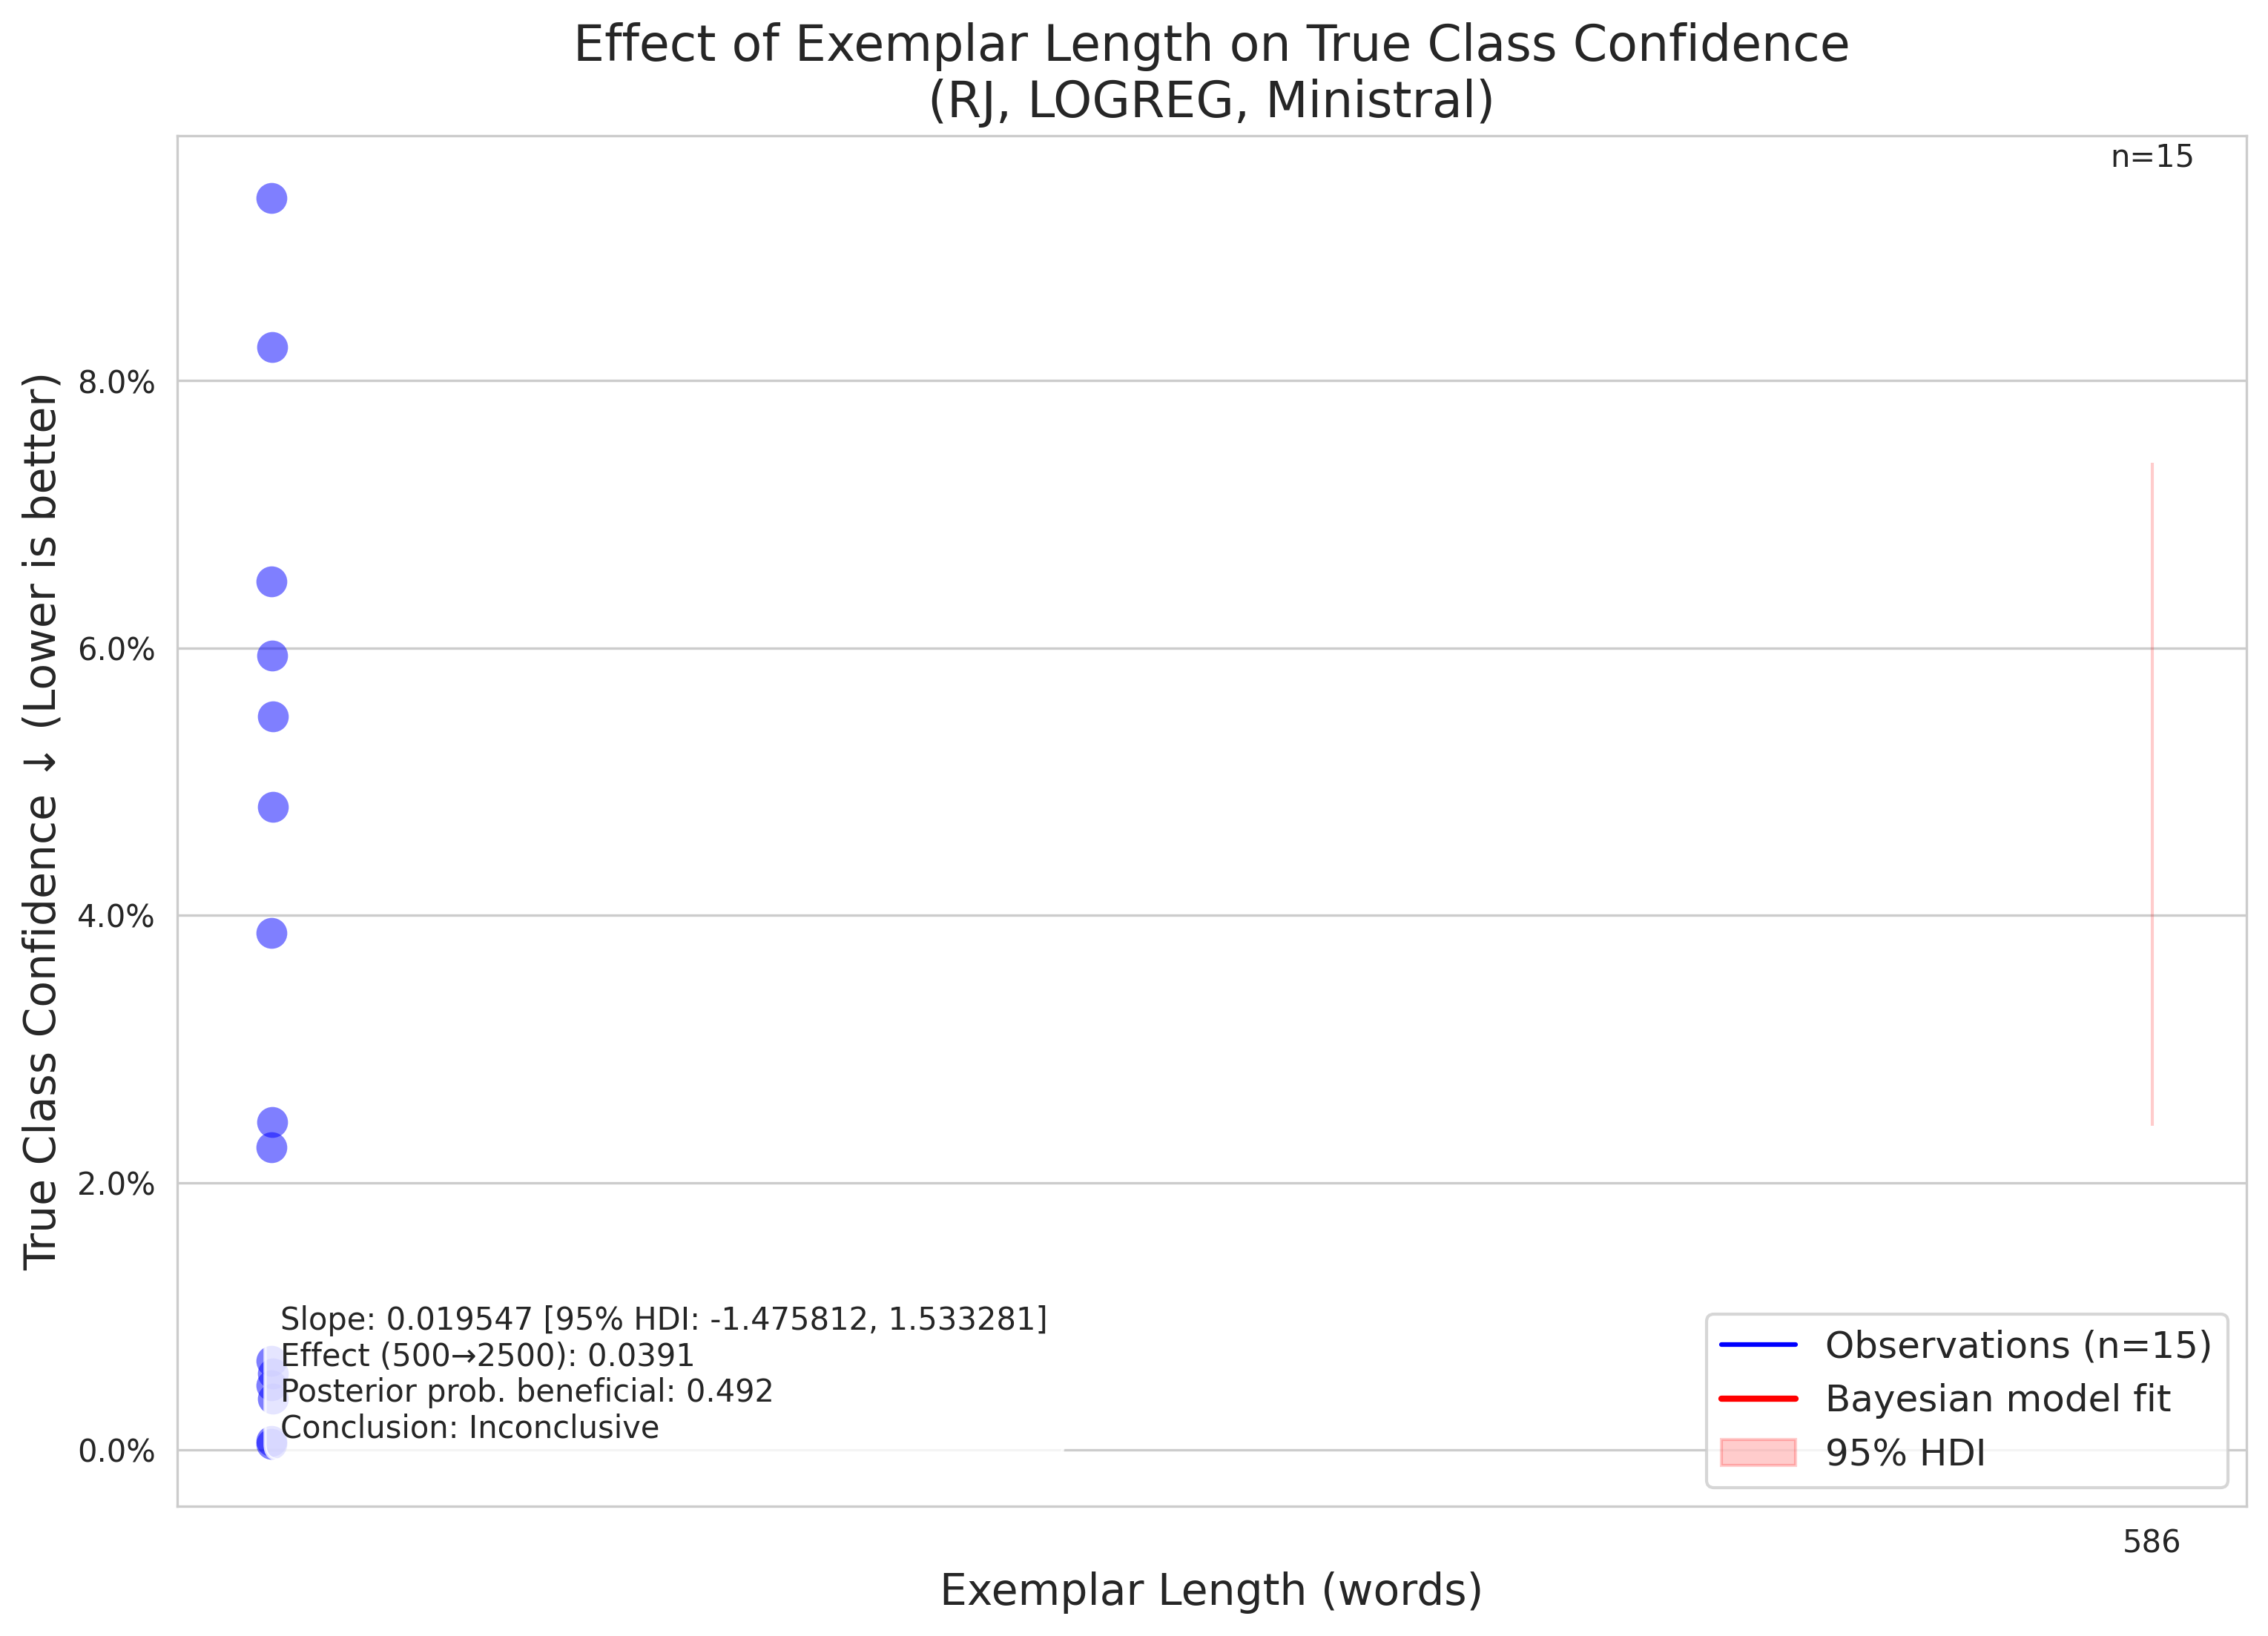 Effect of Exemplar Length on True Class Confidence
(RJ, LOGREG, Ministral)
n=15
True Class Confidence ↓ (Lower is better)
8.0%
6.0%
4.0%
2.0%
0.0%
Slope: 0.019547 [95% HDI: -1.475812, 1.533281]
Effect (500→2500): 0.0391
Posterior prob. beneficial: 0.492
Conclusion: Inconclusive
Observations (n=15)
Bayesian model fit
95% HDI
586
Exemplar Length (words)